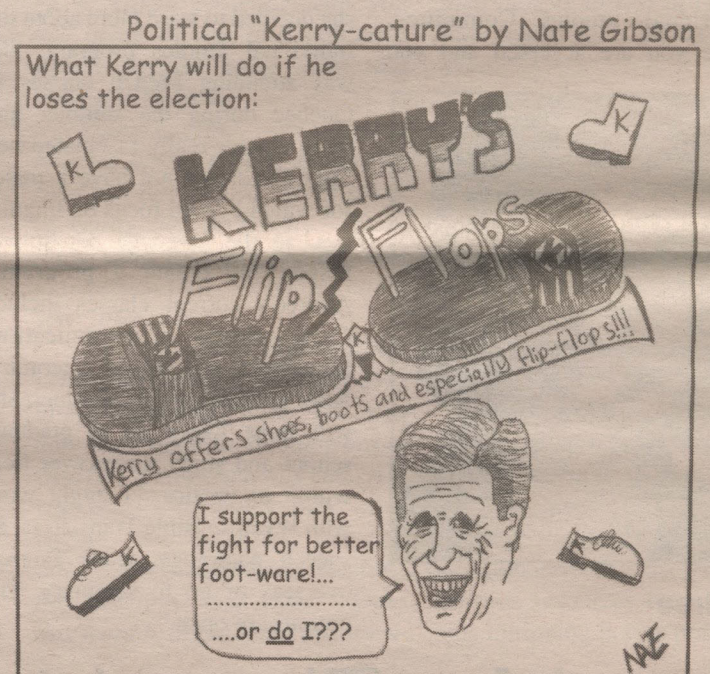 Political "Kerry-cature" by Nate Gibson
What Kerry will do if he
loses the election:
K
K
KERRY'S
Flip Flops
K
Kerry offers shoes, boots and especially flip-flops!!!
I support the
fight for better
foot-ware!...
........................
....or do I???
K
K
NATE